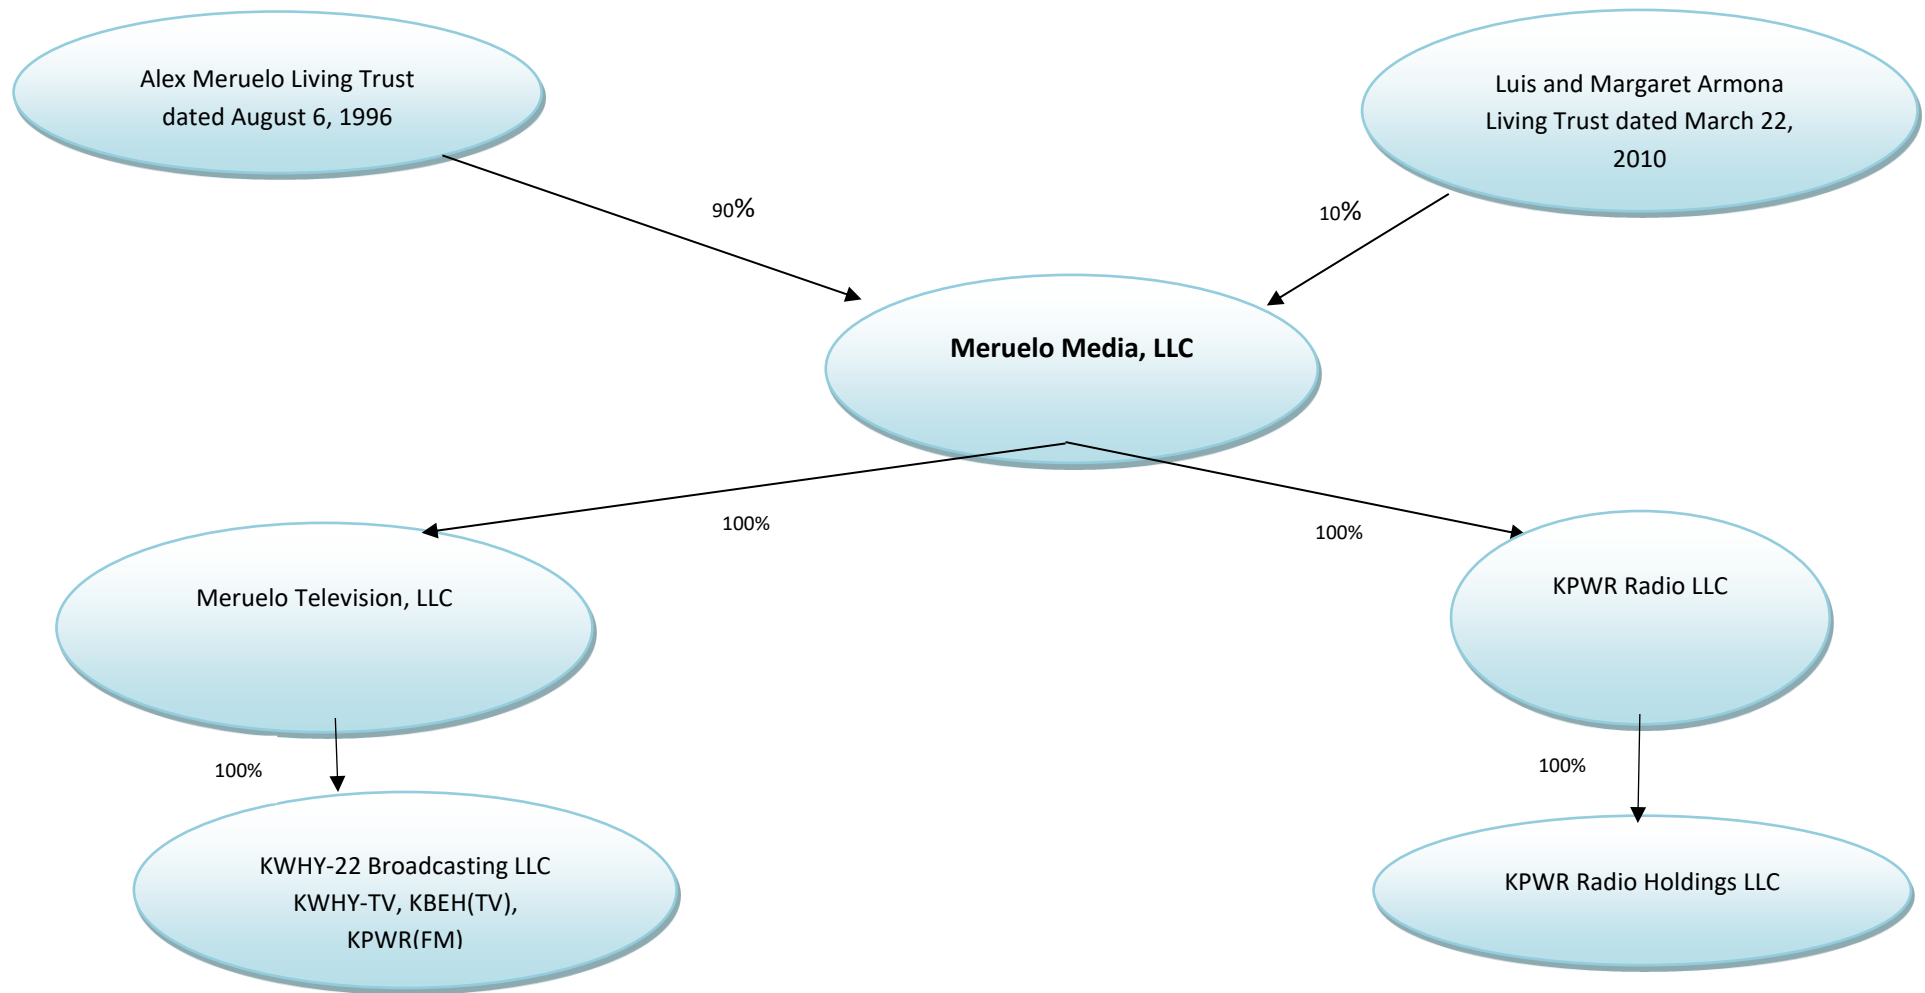 Alex Meruelo Living Trust
dated August 6, 1996
Luis and Margaret Armona
Living Trust dated March 22,
2010
90%
10%
Meruelo Media, LLC
100%
100%
Meruelo Television, LLC
KPWR Radio LLC
100%
100%
KWHY-22 Broadcasting LLC
KWHY-TV, KBEH(TV),
KPWR(FM)
KPWR Radio Holdings LLC